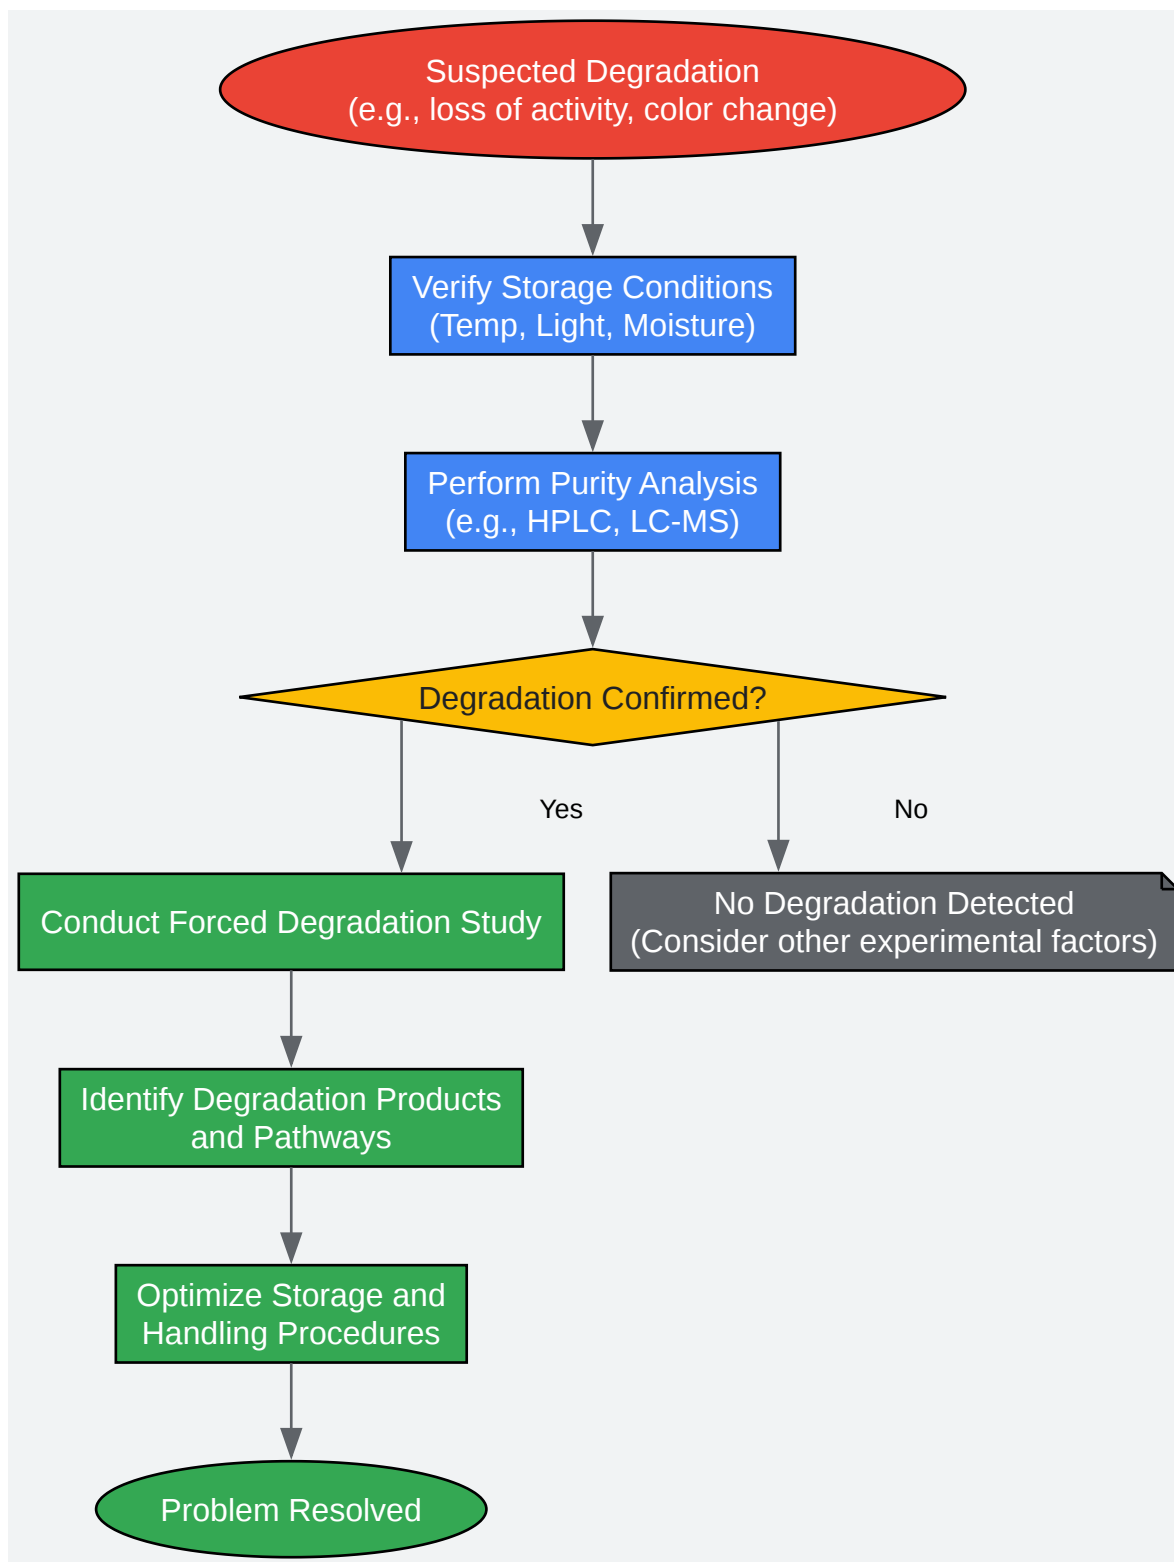 Suspected Degradation
(e.g., loss of activity, color change)
Verify Storage Conditions
(Temp, Light, Moisture)
Perform Purity Analysis
(e.g., HPLC, LC-MS)
Degradation Confirmed?
Yes
No
Conduct Forced Degradation Study
No Degradation Detected
(Consider other experimental factors)
Identify Degradation Products
and Pathways
Optimize Storage and
Handling Procedures
Problem Resolved